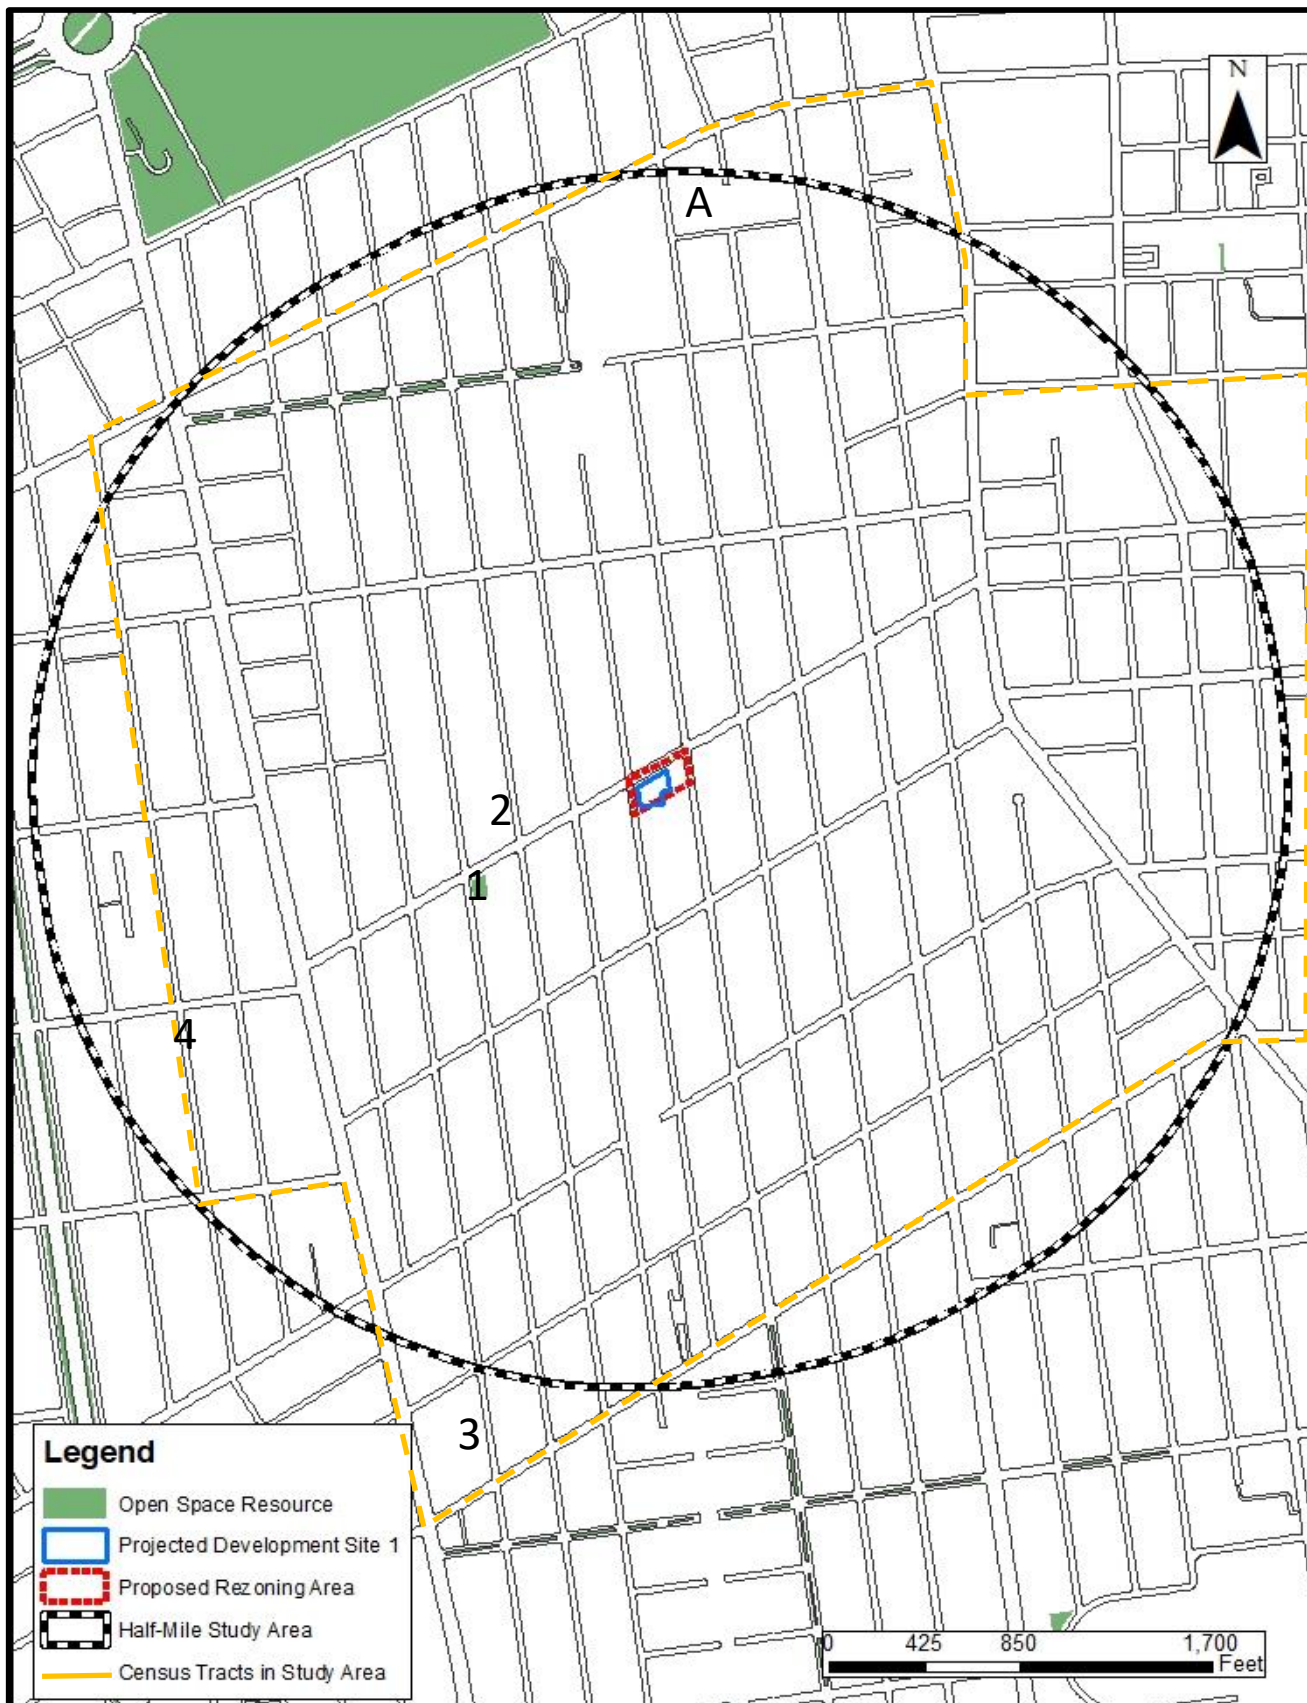 N
A
2
1
4
3
Legend
Open Space Resource
Projected Development Site 1
Proposed Rezoning Area
Half-Mile Study Area
Census Tracts in Study Area
0 425 850 1,700
Feet